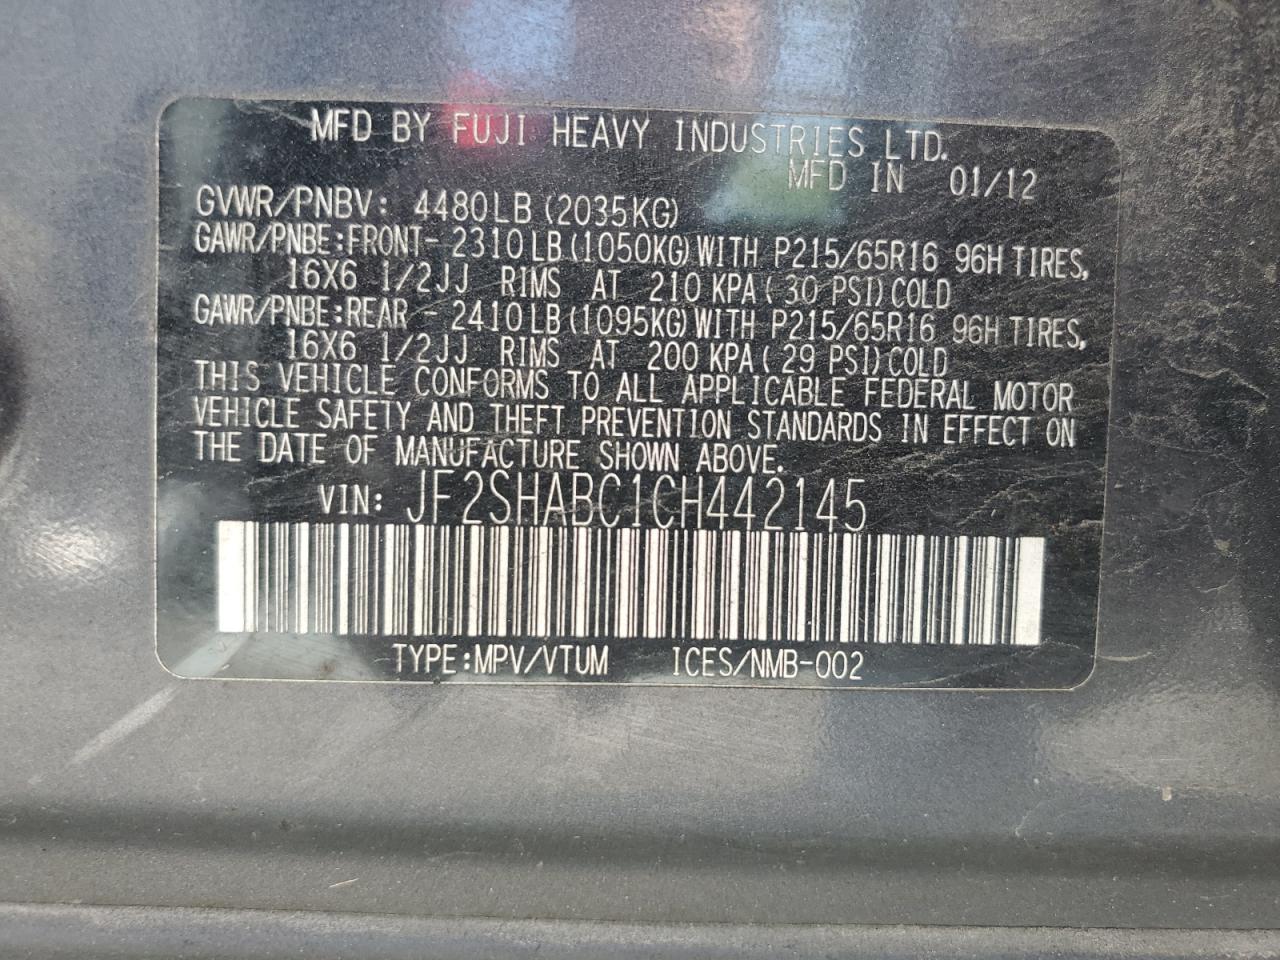 MFD BY FUJI HEAVY INDUSTRIES LTD.
MFD IN 01/12
GVWR/PNBV: 4480LB (2035KG)
GAWR/PNBE:FRONT- 2310LB(1050KG)WITH P215/65R16 96H TIRES,
16X6 1/2JJ RIMS AT 210 KPA( 30 PSI)COLD
GAWR/PNBE:REAR - 2410LB(1095KG)WITH P215/65R16 96H TIRES,
16X6 1/2JJ RIMS AT 200 KPA( 29 PSI)COLD
THIS VEHICLE CONFORMS TO ALL APPLICABLE FEDERAL MOTOR
VEHICLE SAFETY AND THEFT PREVENTION STANDARDS IN EFFECT ON
THE DATE OF MANUFACTURE SHOWN ABOVE.
VIN: JF2SHABC1CH442145
TYPE:MPV/VTUM ICES/NMB-002